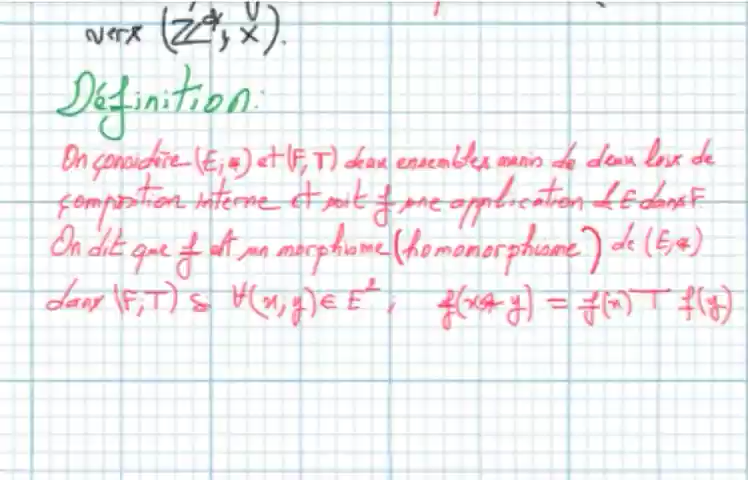 vers (ℤ*, ×).
Définition:
On considère (E, *) et (F, T) deux ensembles munis de deux lois de
composition interne et soit f une application de E dans F.
On dit que f est un morphisme (homomorphisme) de (E, *)
dans (F, T) si ∀(x, y) ∈ E², f(x * y) = f(x) T f(y)